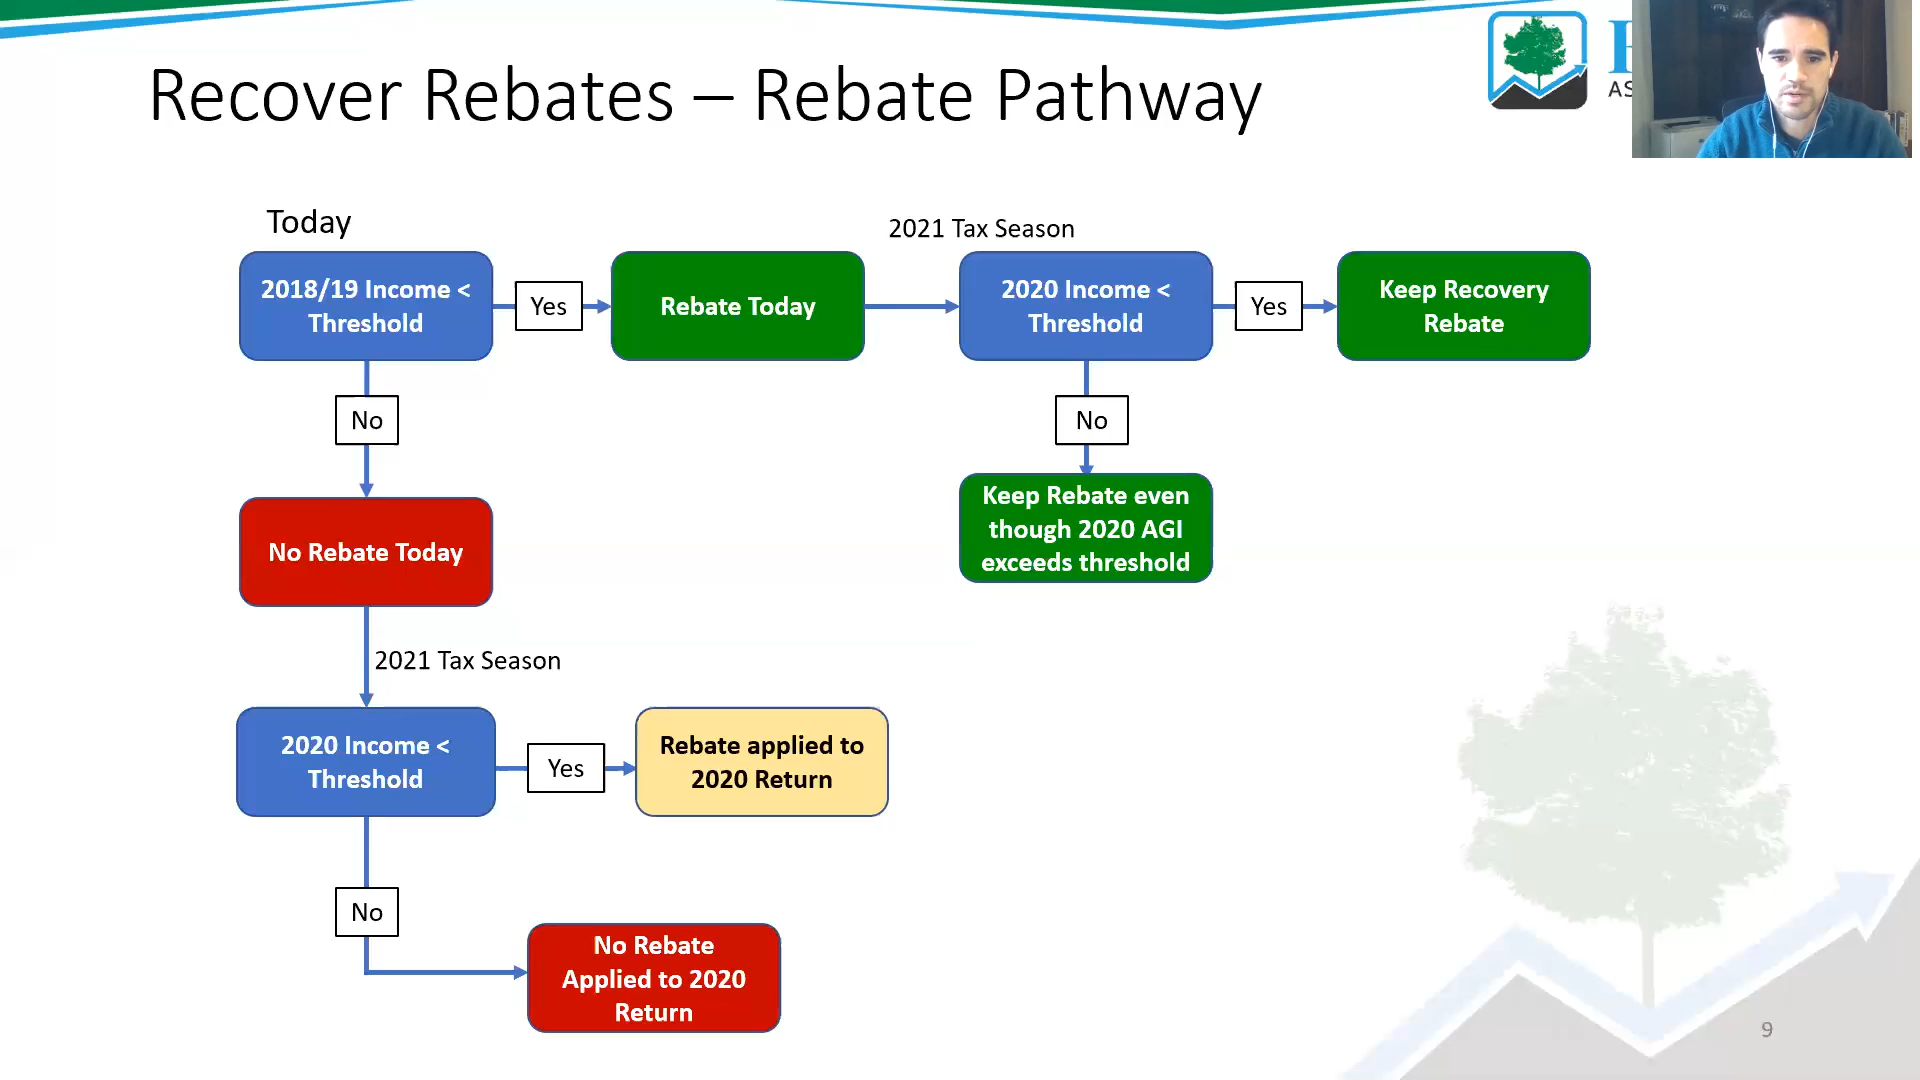 Recover Rebates – Rebate Pathway
Today
2021 Tax Season
2018/19 Income <
Threshold
Yes
Rebate Today
2020 Income <
Threshold
Yes
Keep Recovery
Rebate
No
No
Keep Rebate even
though 2020 AGI
exceeds threshold
No Rebate Today
2021 Tax Season
2020 Income <
Threshold
Yes
Rebate applied to
2020 Return
No
No Rebate
Applied to 2020
Return
9